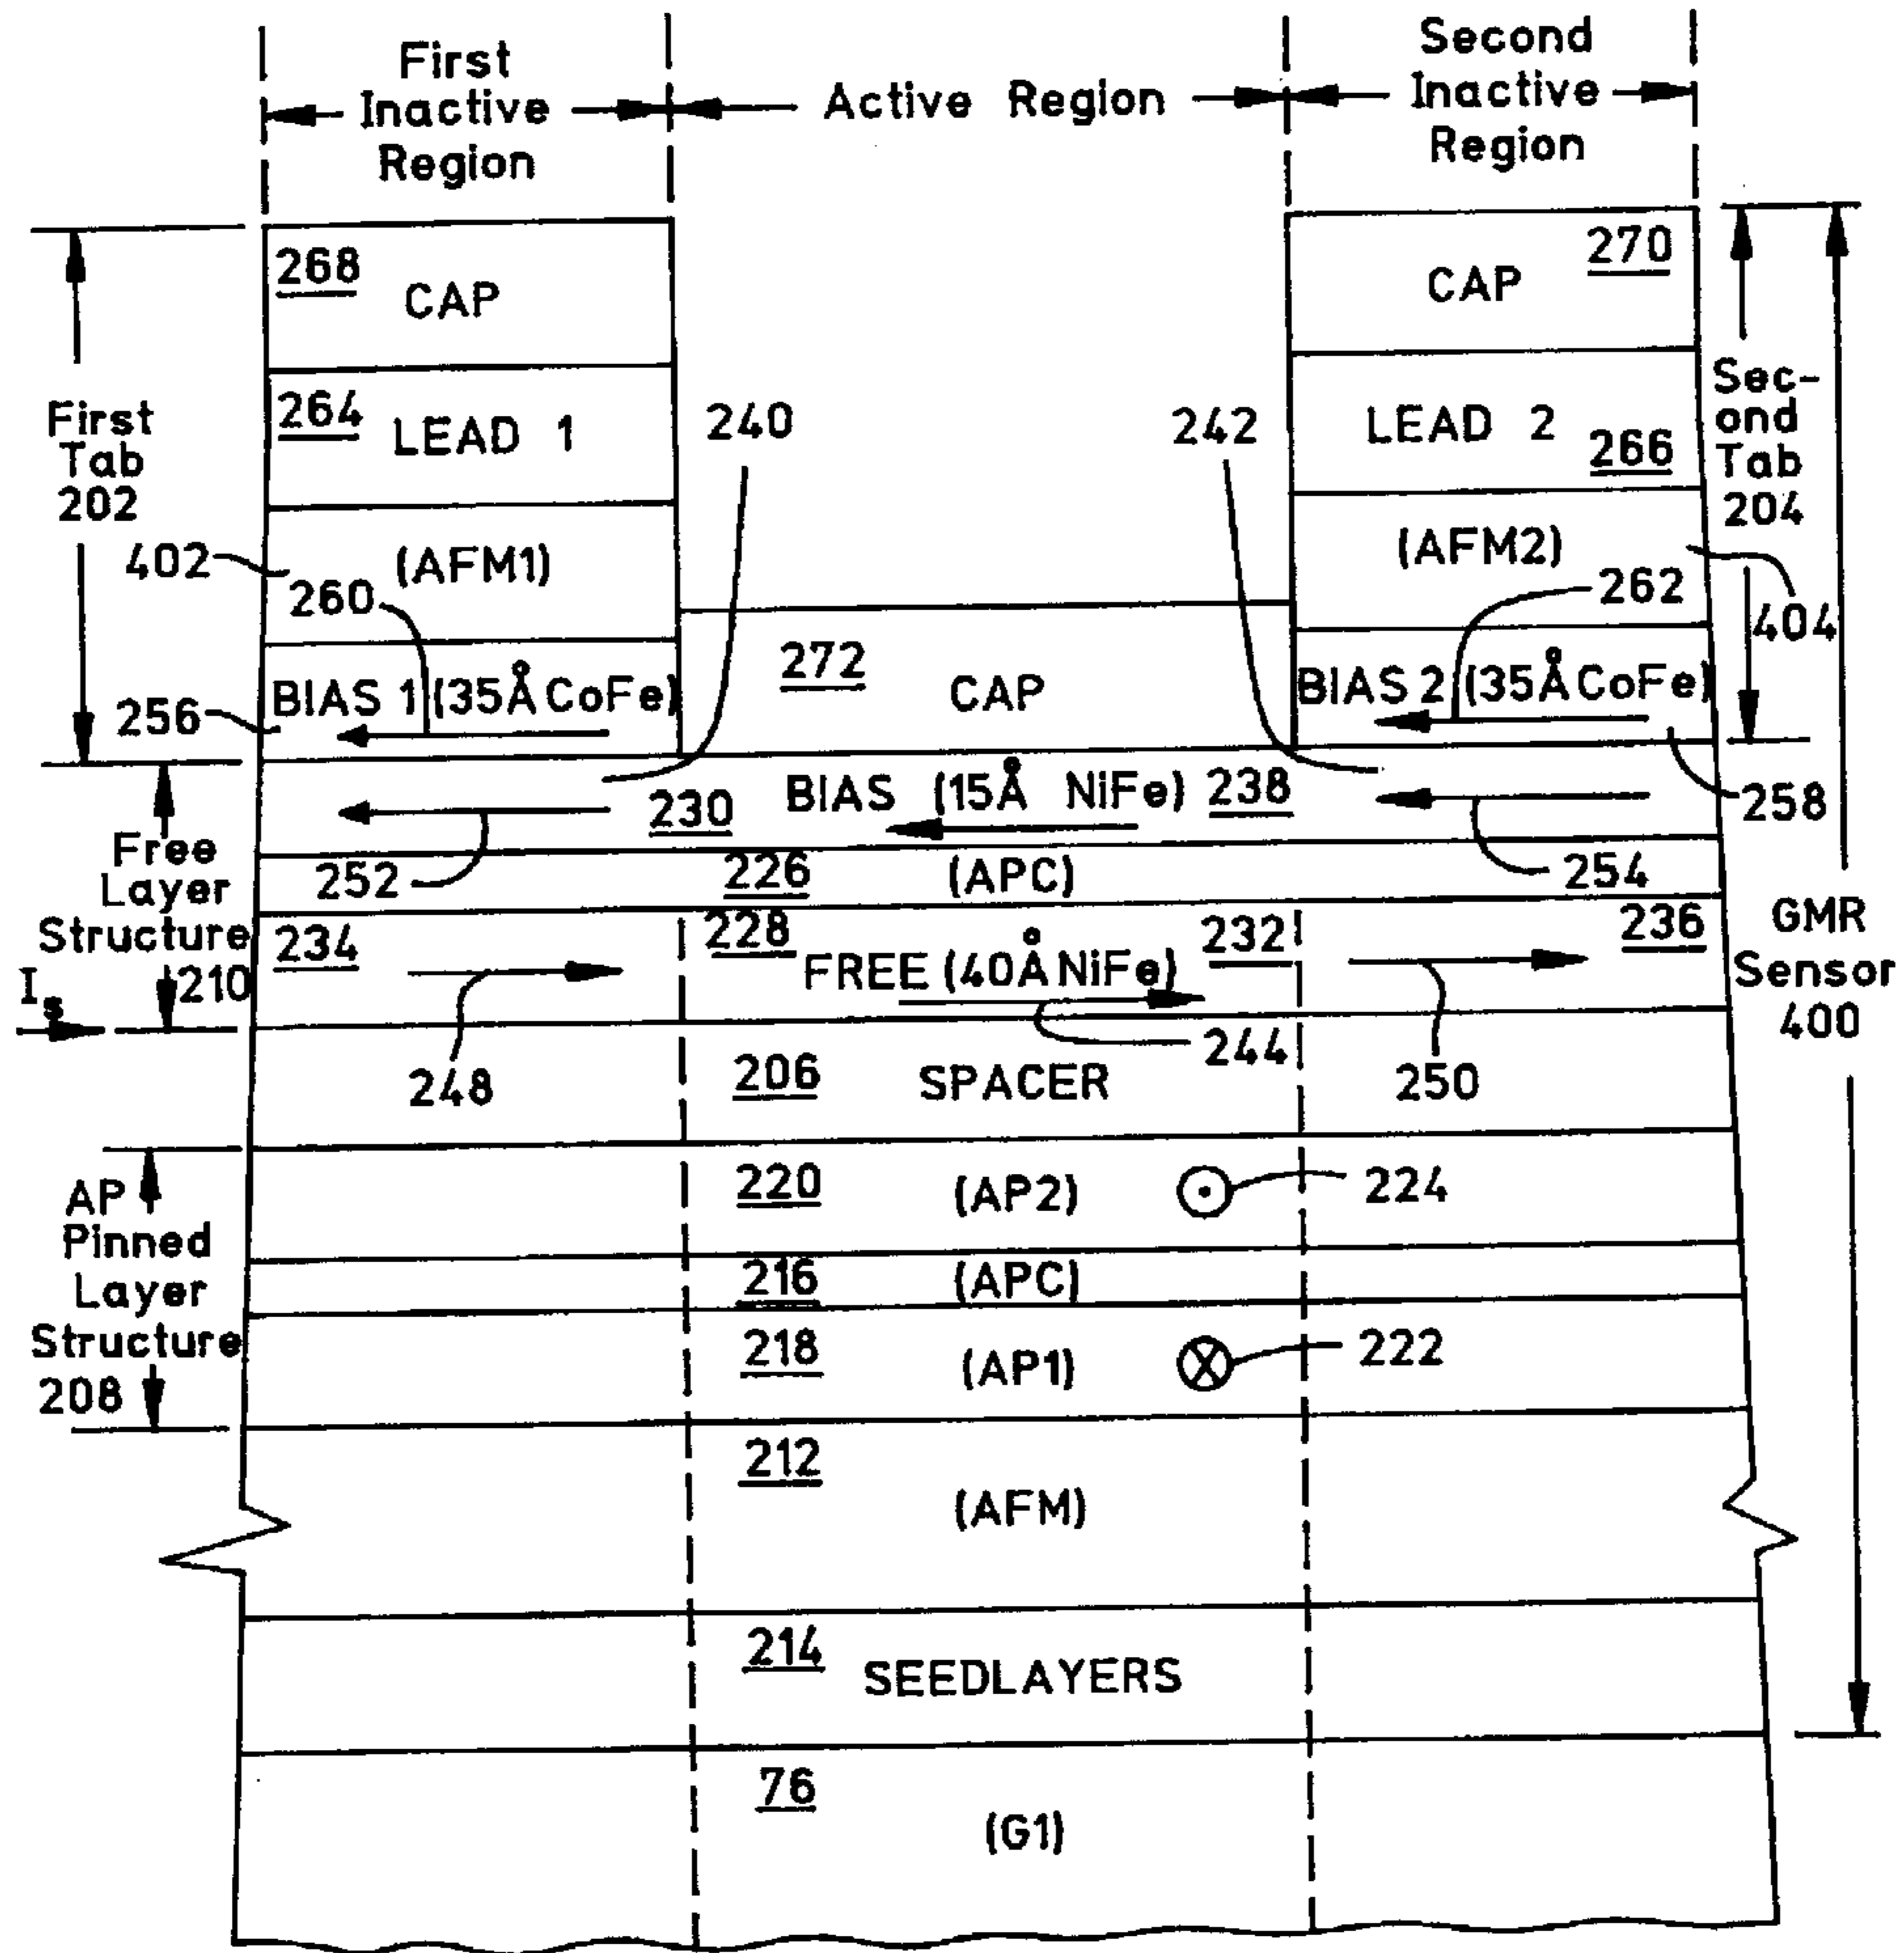 First
Inactive
Region
Active Region
Second
Inactive
Region
268
CAP
270
CAP
First
Tab
202
264
LEAD 1
240
242
LEAD 2
266
Sec-
ond
Tab
204
402
(AFM1)
260
(AFM2)
262
404
256
BIAS 1 (35Å CoFe)
272
CAP
BIAS 2 (35Å CoFe)
258
230
BIAS (15Å NiFe) 238
252
226
(APC)
254
Free
Layer
Structure
210
Is
234
228
FREE (40Å NiFe)
232
236
GMR
Sensor
400
248
206
SPACER
244
250
AP
Pinned
Layer
Structure
208
220
(AP2)
224
216
(APC)
218
(AP1)
222
212
(AFM)
214
SEEDLAYERS
76
(G1)